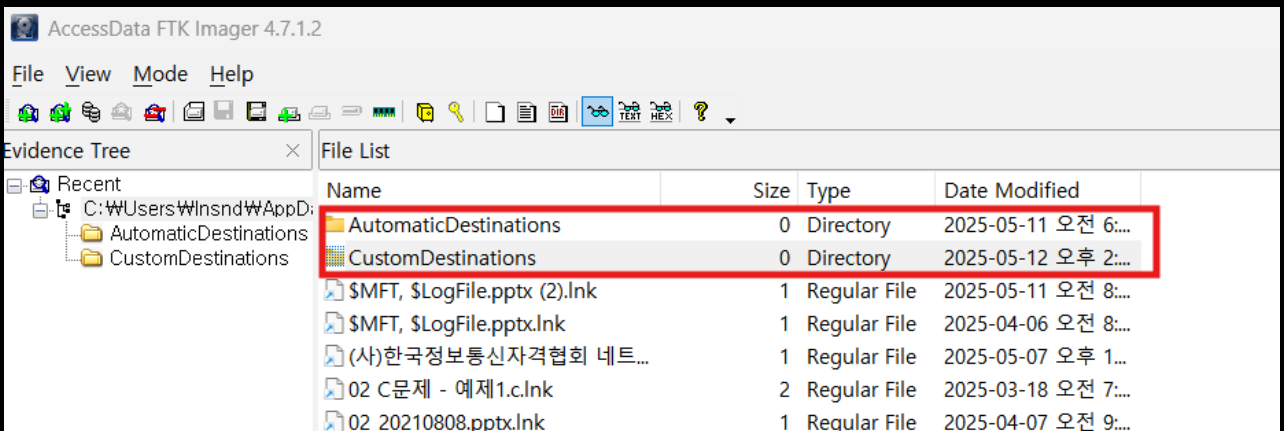 AccessData FTK Imager 4.7.1.2
File View Mode Help
TEXT HEX DIR
Evidence Tree
File List
Recent
C:₩Users₩Insnd₩AppDa
AutomaticDestinations
CustomDestinations
Name Size Type Date Modified
AutomaticDestinations 0 Directory 2025-05-11 오전 6:...
CustomDestinations 0 Directory 2025-05-12 오후 2:...
$MFT, $LogFile.pptx (2).lnk 1 Regular File 2025-05-11 오전 8:...
$MFT, $LogFile.pptx.lnk 1 Regular File 2025-04-06 오전 8:...
(사)한국정보통신자격협회 네트... 1 Regular File 2025-05-07 오후 1...
02 C문제 - 예제1.c.lnk 2 Regular File 2025-03-18 오전 7:...
02 20210808.pptx.lnk 1 Regular File 2025-04-07 오전 9:...